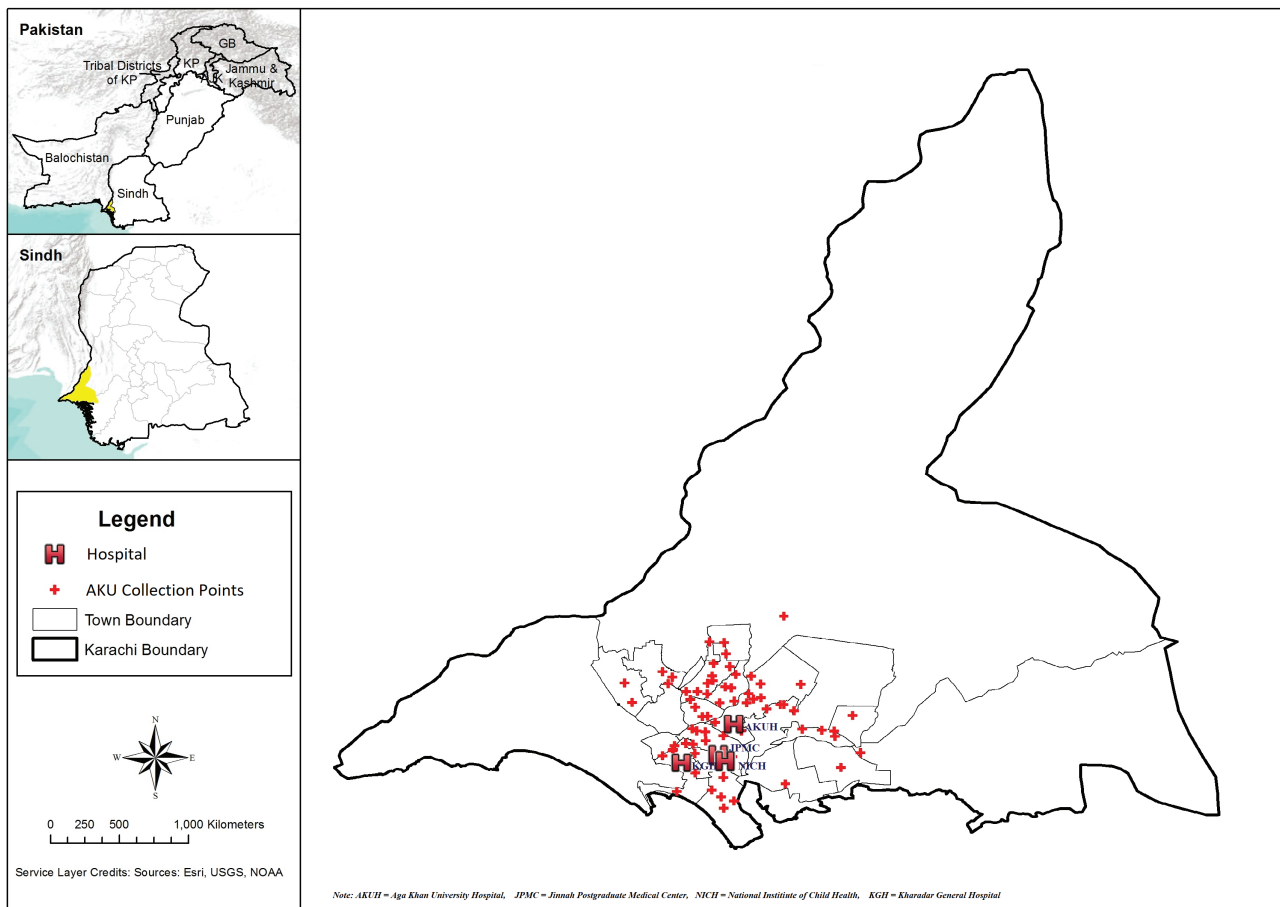 Pakistan
GB
Tribal Districts
of KP
KP
AJK
Jammu &
Kashmir
Punjab
Balochistan
Sindh
Sindh
Legend
Hospital
AKU Collection Points
Town Boundary
Karachi Boundary
N
W
E
S
0 250 500 1,000 Kilometers
Service Layer Credits: Sources: Esri, USGS, NOAA
AKUH
JPMC
KGH
NICH
Note: AKUH = Aga Khan University Hospital, JPMC = Jinnah Postgraduate Medical Center, NICH = National Instititute of Child Health, KGH = Kharadar General Hospital